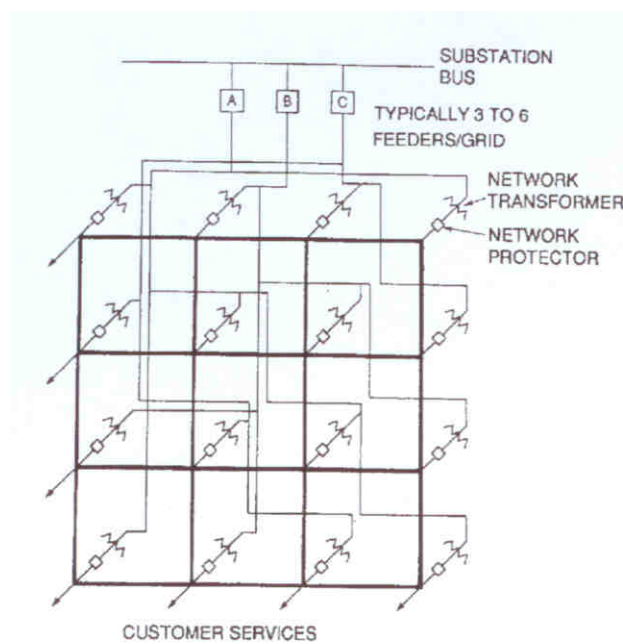 SUBSTATION
BUS
A B C
TYPICALLY 3 TO 6
FEEDERS/GRID
NETWORK
TRANSFORMER
NETWORK
PROTECTOR
CUSTOMER SERVICES